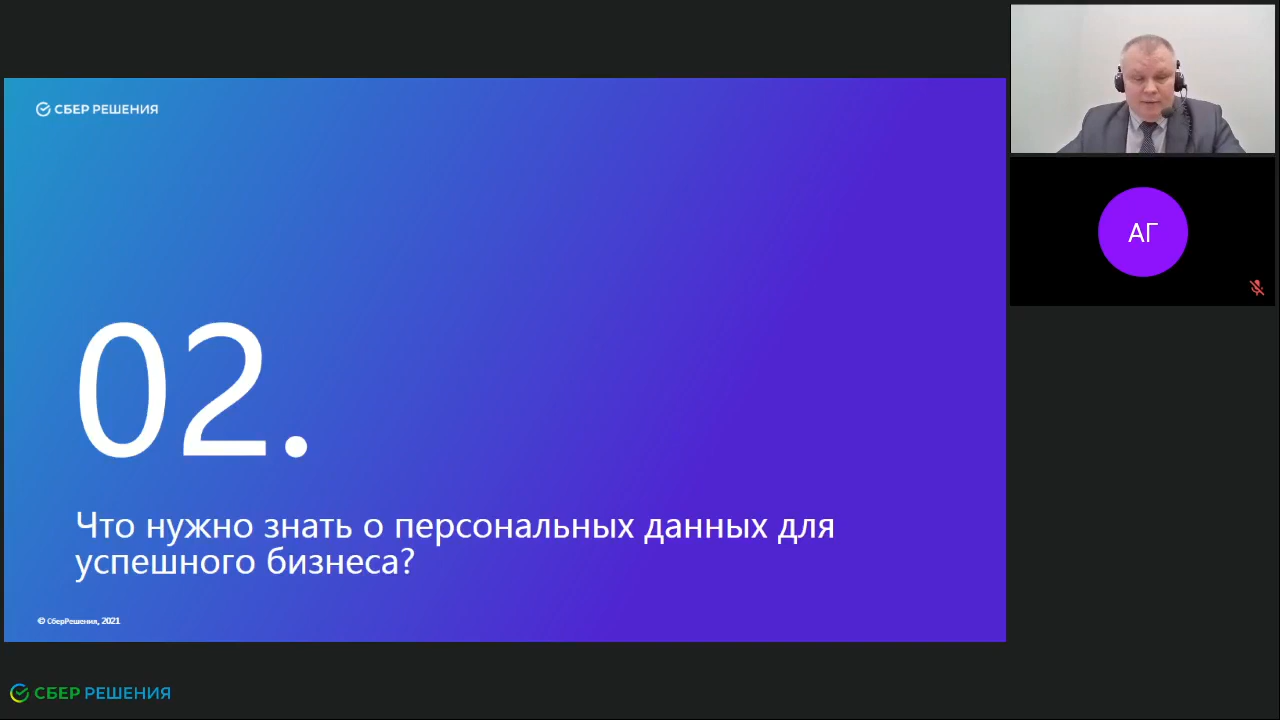 СБЕР РЕШЕНИЯ
02.
Что нужно знать о персональных данных для
успешного бизнеса?
© СберРешения, 2021
АГ
СБЕР РЕШЕНИЯ